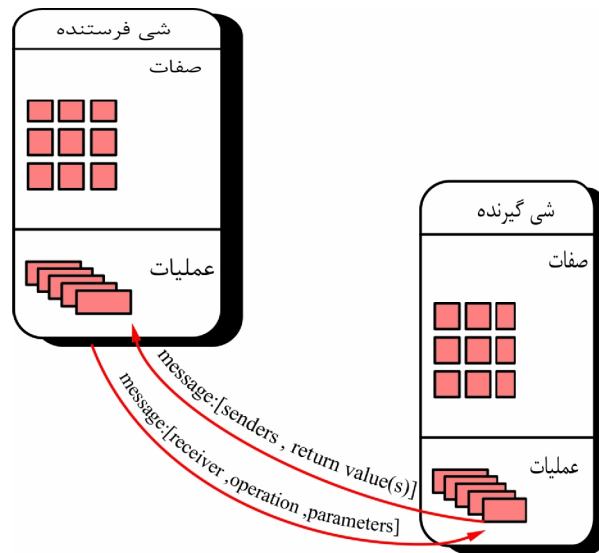 شی فرستنده
صفات
عملیات
شی گیرنده
صفات
عملیات
message:[senders , return value(s)]
message:[receiver ,operation ,parameters]